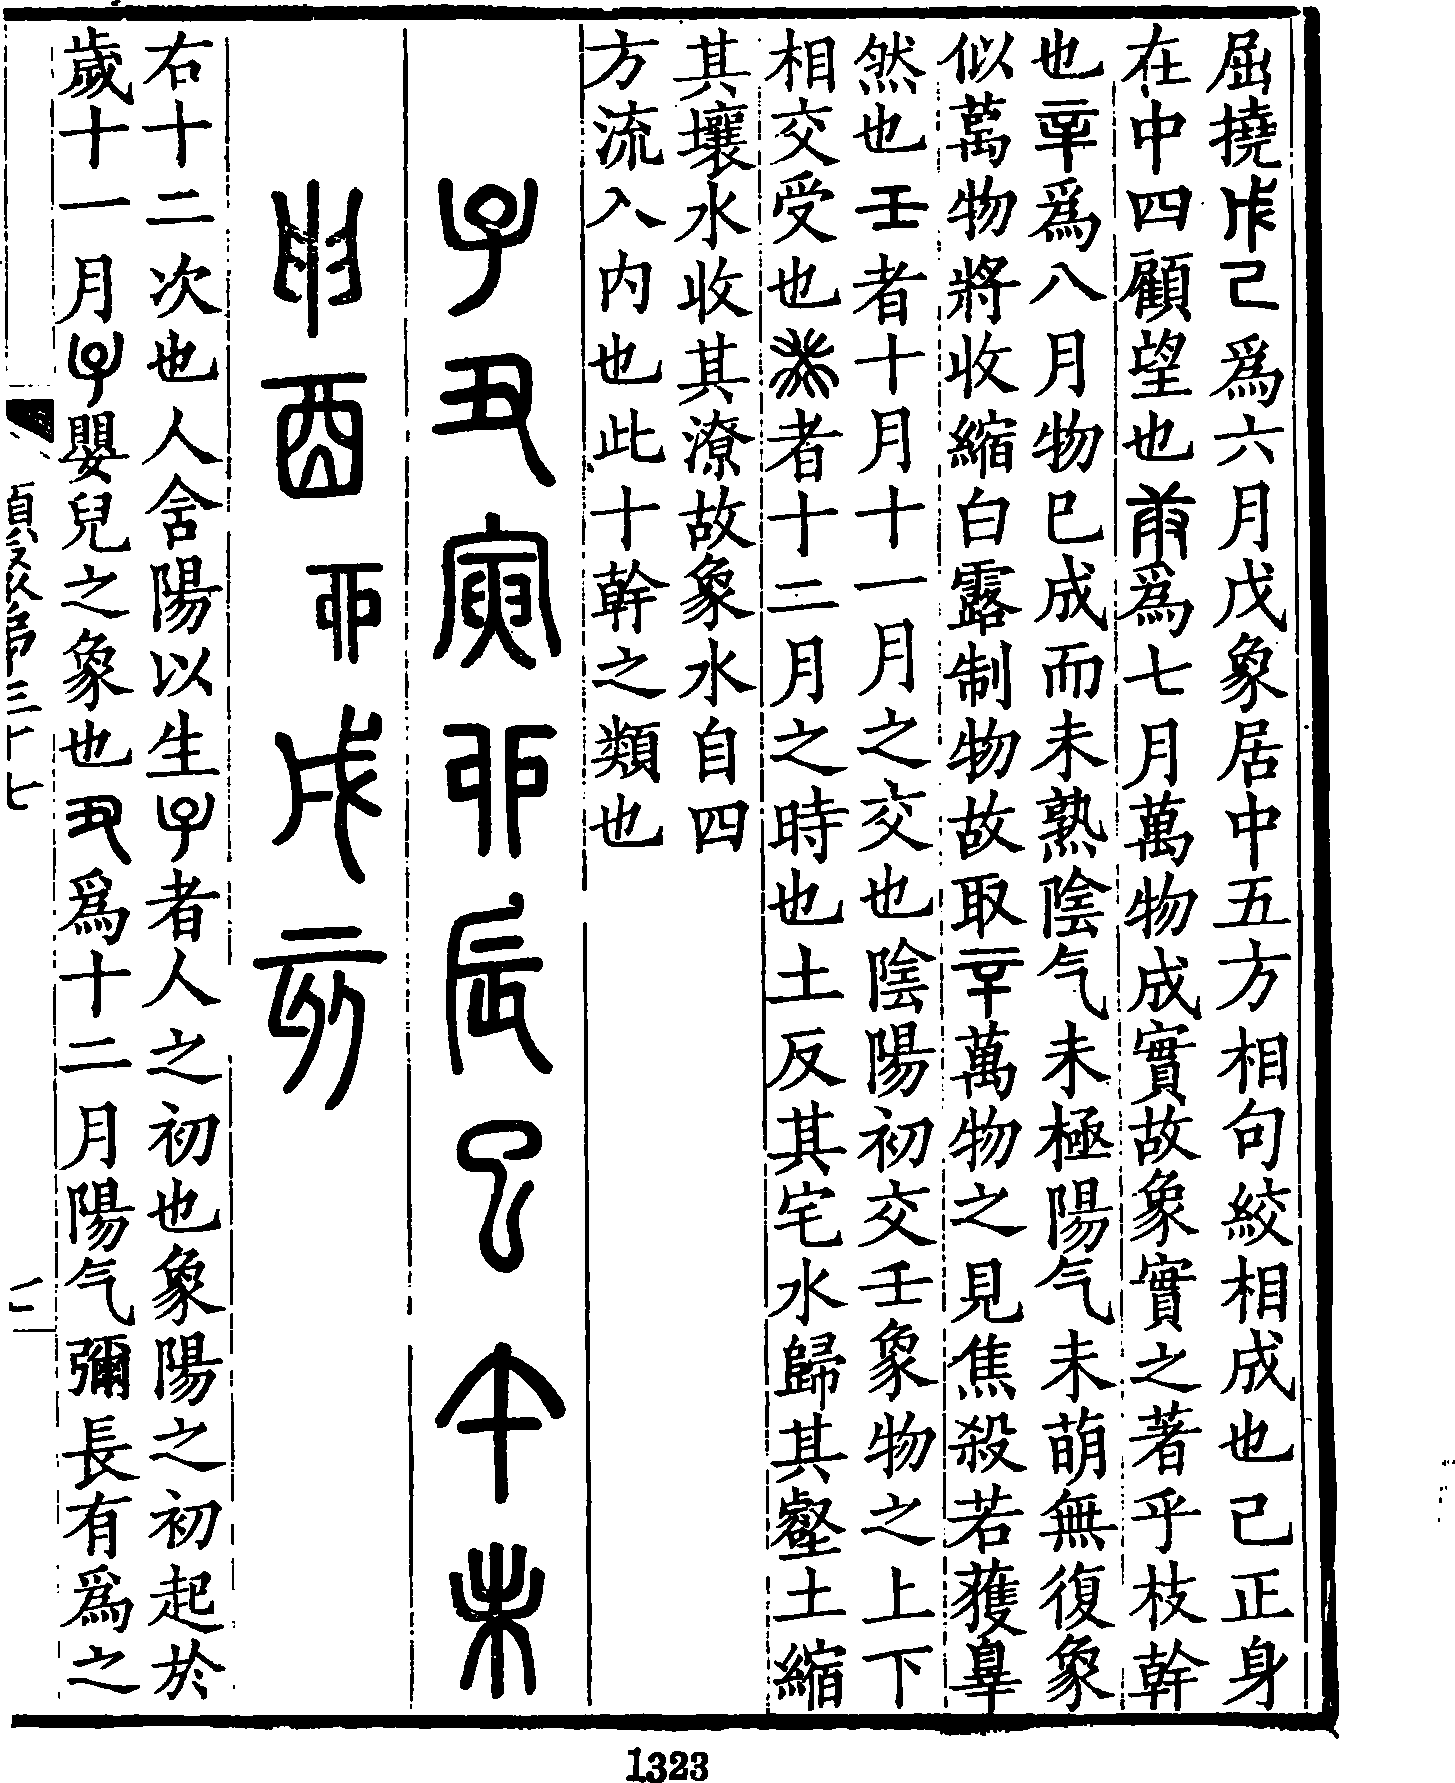 屈撓戊己爲六月戊象居中五方相句絞相成也己正身
在中四顧望也庚爲七月萬物成實故象實之著乎枝幹
也辛爲八月物已成而未熟陰气未極陽气未萌無復象
似萬物將收縮白露制物故取辛萬物之見焦殺若獲辠
然也壬者十月十一月之交也陰陽初交壬象物之上下
相交受也癸者十二月之時也土反其宅水歸其壑土縮
其壤水收其潦故象水自四
方流入內也此十幹之類也
子丑寅卯辰巳午未
申酉丣戌亥
右十二次也人舍陽以生子者人之初也象陽之初起於
歲十一月子嬰兒之象也丑爲十二月陽气彌長有爲之
三十七
二
1323